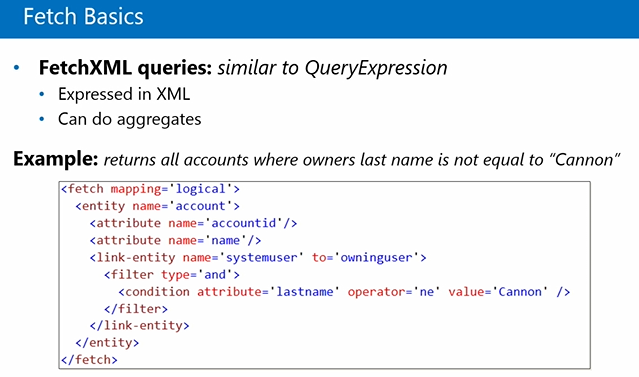 Fetch Basics
• FetchXML queries: similar to QueryExpression
• Expressed in XML
• Can do aggregates
Example: returns all accounts where owners last name is not equal to “Cannon”
<fetch mapping='logical'>
<entity name='account'>
<attribute name='accountid'/>
<attribute name='name'/>
<link-entity name='systemuser' to='owninguser'>
<filter type='and'>
<condition attribute='lastname' operator='ne' value='Cannon' />
</filter>
</link-entity>
</entity>
</fetch>